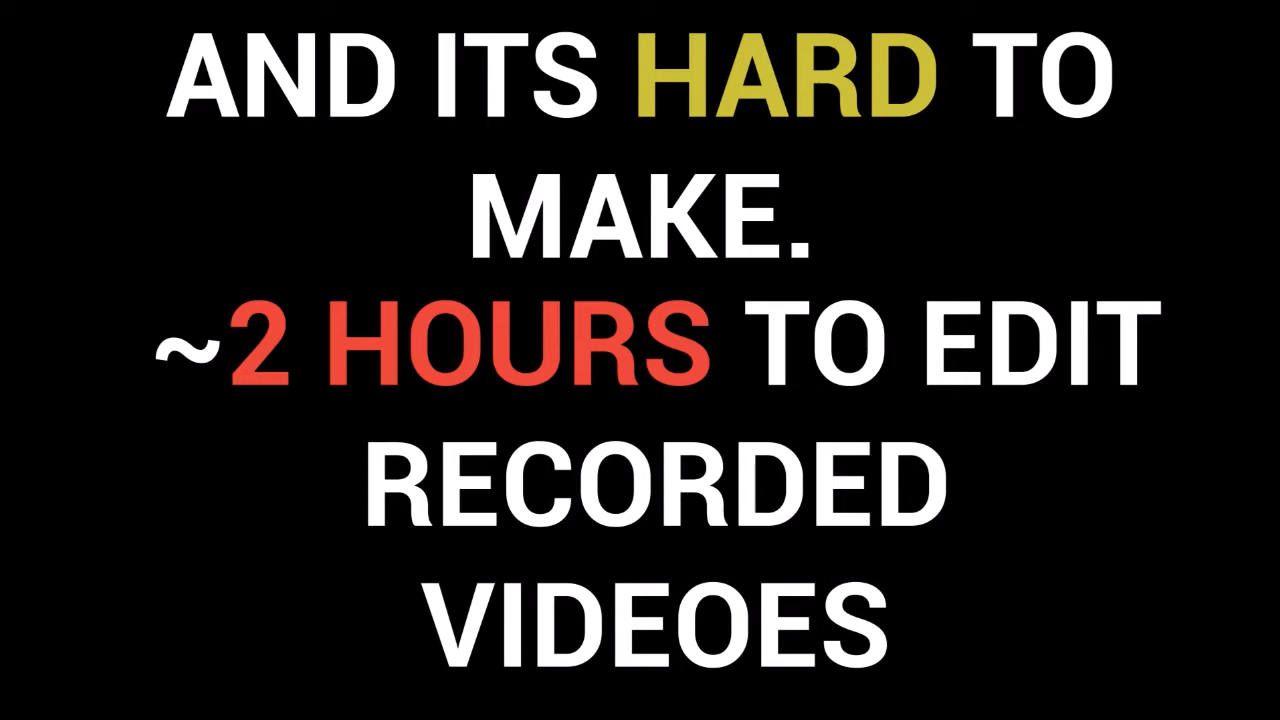 AND ITS HARD TO
MAKE.
~2 HOURS TO EDIT
RECORDED
VIDEOES